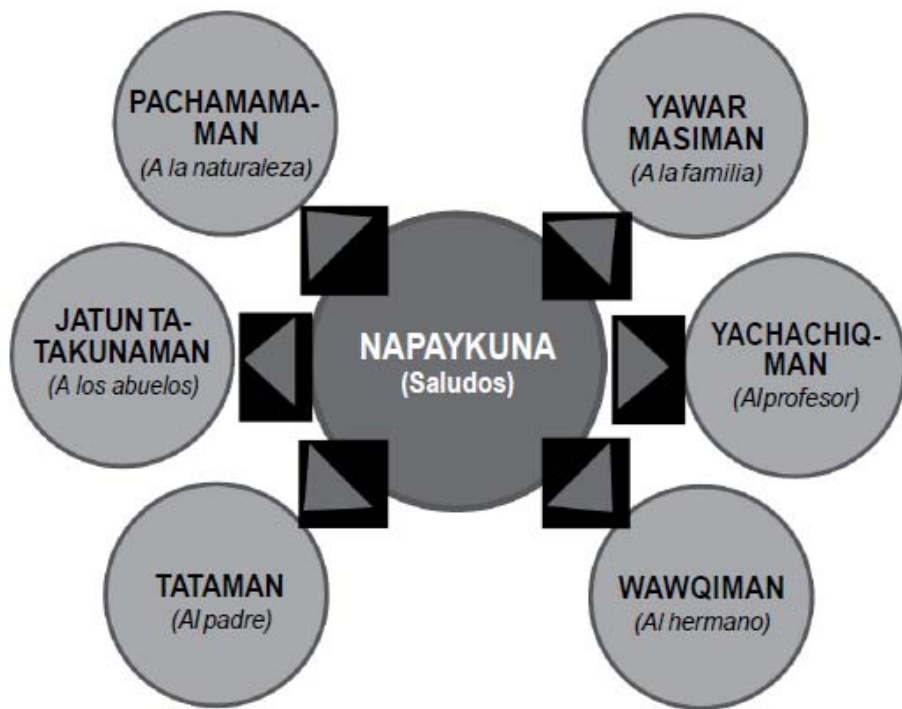 PACHAMAMA-
MAN
(A la naturaleza)
YAWAR
MASIMAN
(A la familia)
JATUN TA-
TAKUNAMAN
(A los abuelos)
NAPAYKUNA
(Saludos)
YACHACHIQ-
MAN
(Al profesor)
TATAMAN
(Al padre)
WAWQIMAN
(Al hermano)